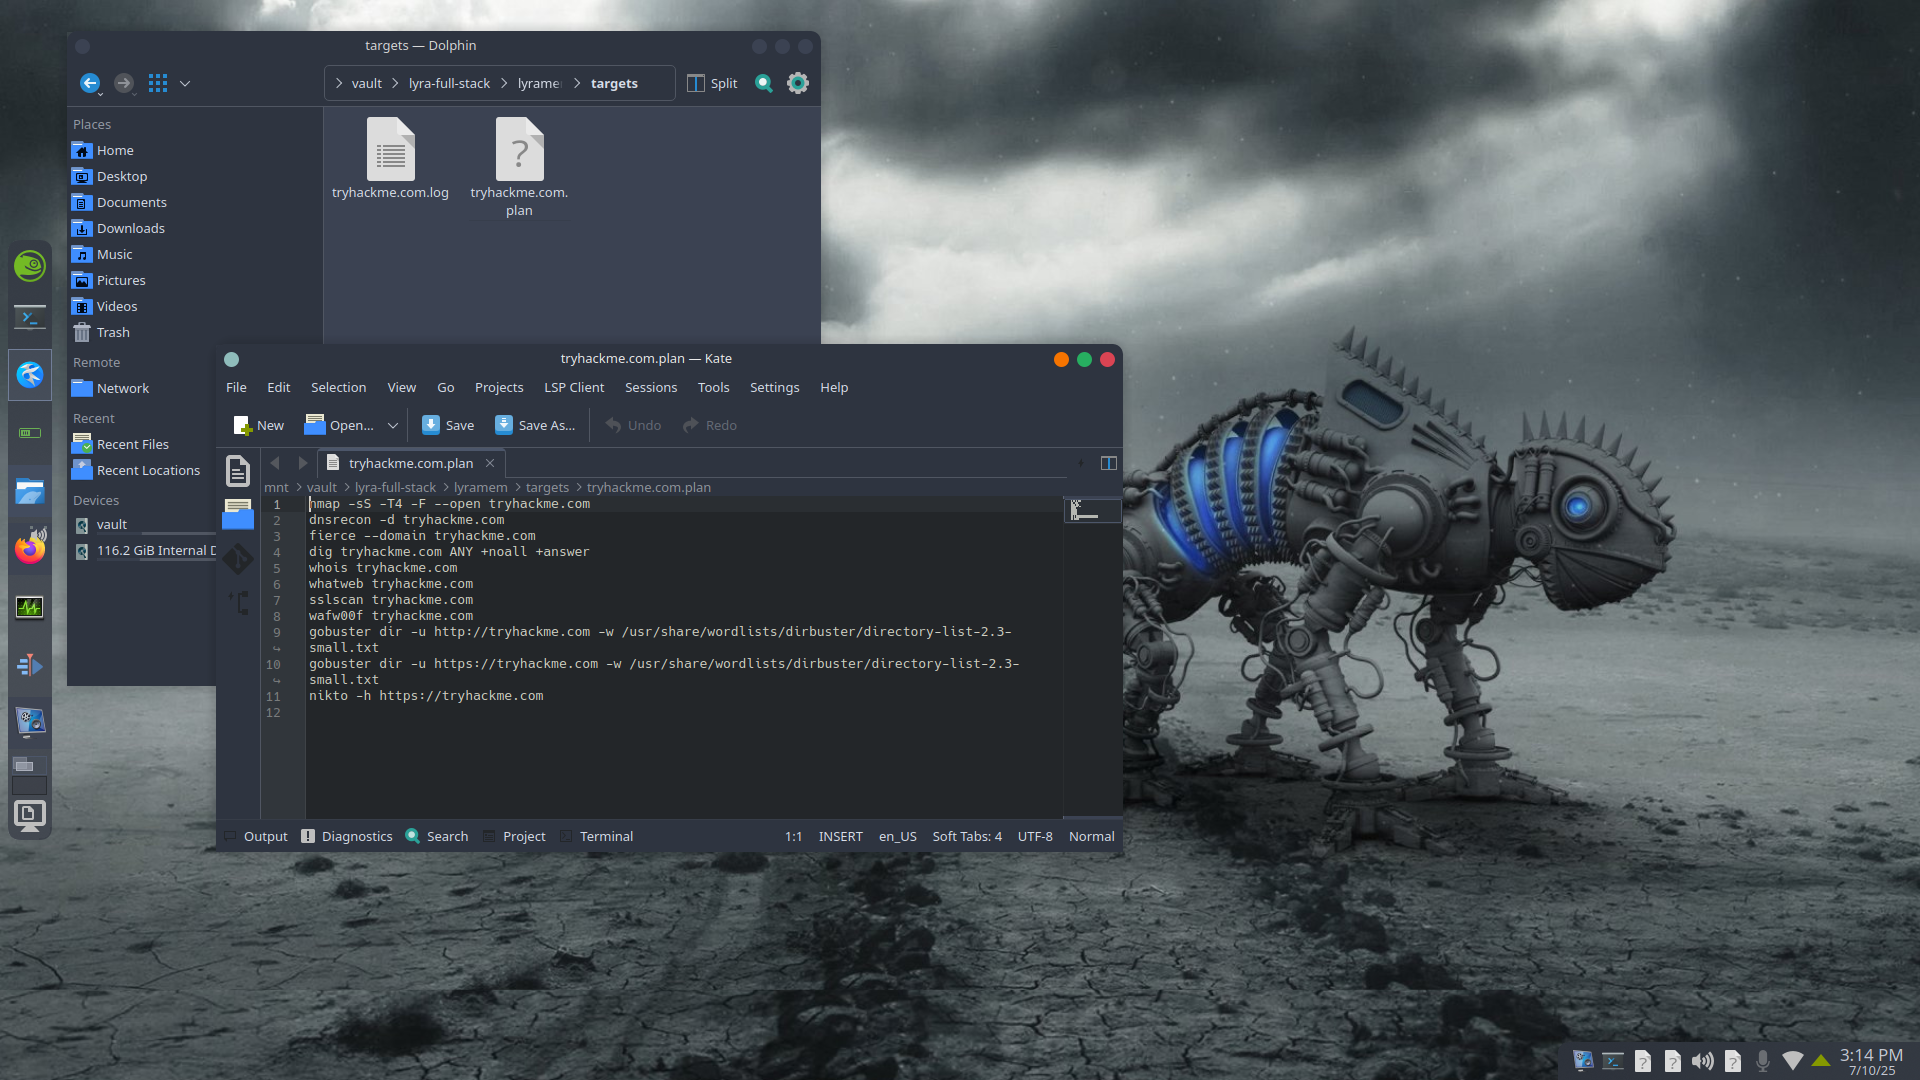 targets — Dolphin
vault
lyra-full-stack
lyrame
targets
Split
Places
Home
Desktop
Documents
Downloads
Music
Pictures
Videos
Trash
Remote
Network
Recent
Recent Files
Recent Locations
Devices
vault
116.2 GiB Internal D
tryhackme.com.log
tryhackme.com.
plan
tryhackme.com.plan — Kate
File Edit Selection View Go Projects LSP Client Sessions Tools Settings Help
New Open... Save Save As... Undo Redo
tryhackme.com.plan
mnt > vault > lyra-full-stack > lyramem > targets > tryhackme.com.plan
1 nmap -sS -T4 -F --open tryhackme.com
2 dnsrecon -d tryhackme.com
3 fierce --domain tryhackme.com
4 dig tryhackme.com ANY +noall +answer
5 whois tryhackme.com
6 whatweb tryhackme.com
7 sslscan tryhackme.com
8 wafw00f tryhackme.com
9 gobuster dir -u http://tryhackme.com -w /usr/share/wordlists/dirbuster/directory-list-2.3-
small.txt
10 gobuster dir -u https://tryhackme.com -w /usr/share/wordlists/dirbuster/directory-list-2.3-
small.txt
11 nikto -h https://tryhackme.com
12
Output Diagnostics Search Project Terminal 1:1 INSERT en_US Soft Tabs: 4 UTF-8 Normal
3:14 PM
7/10/25